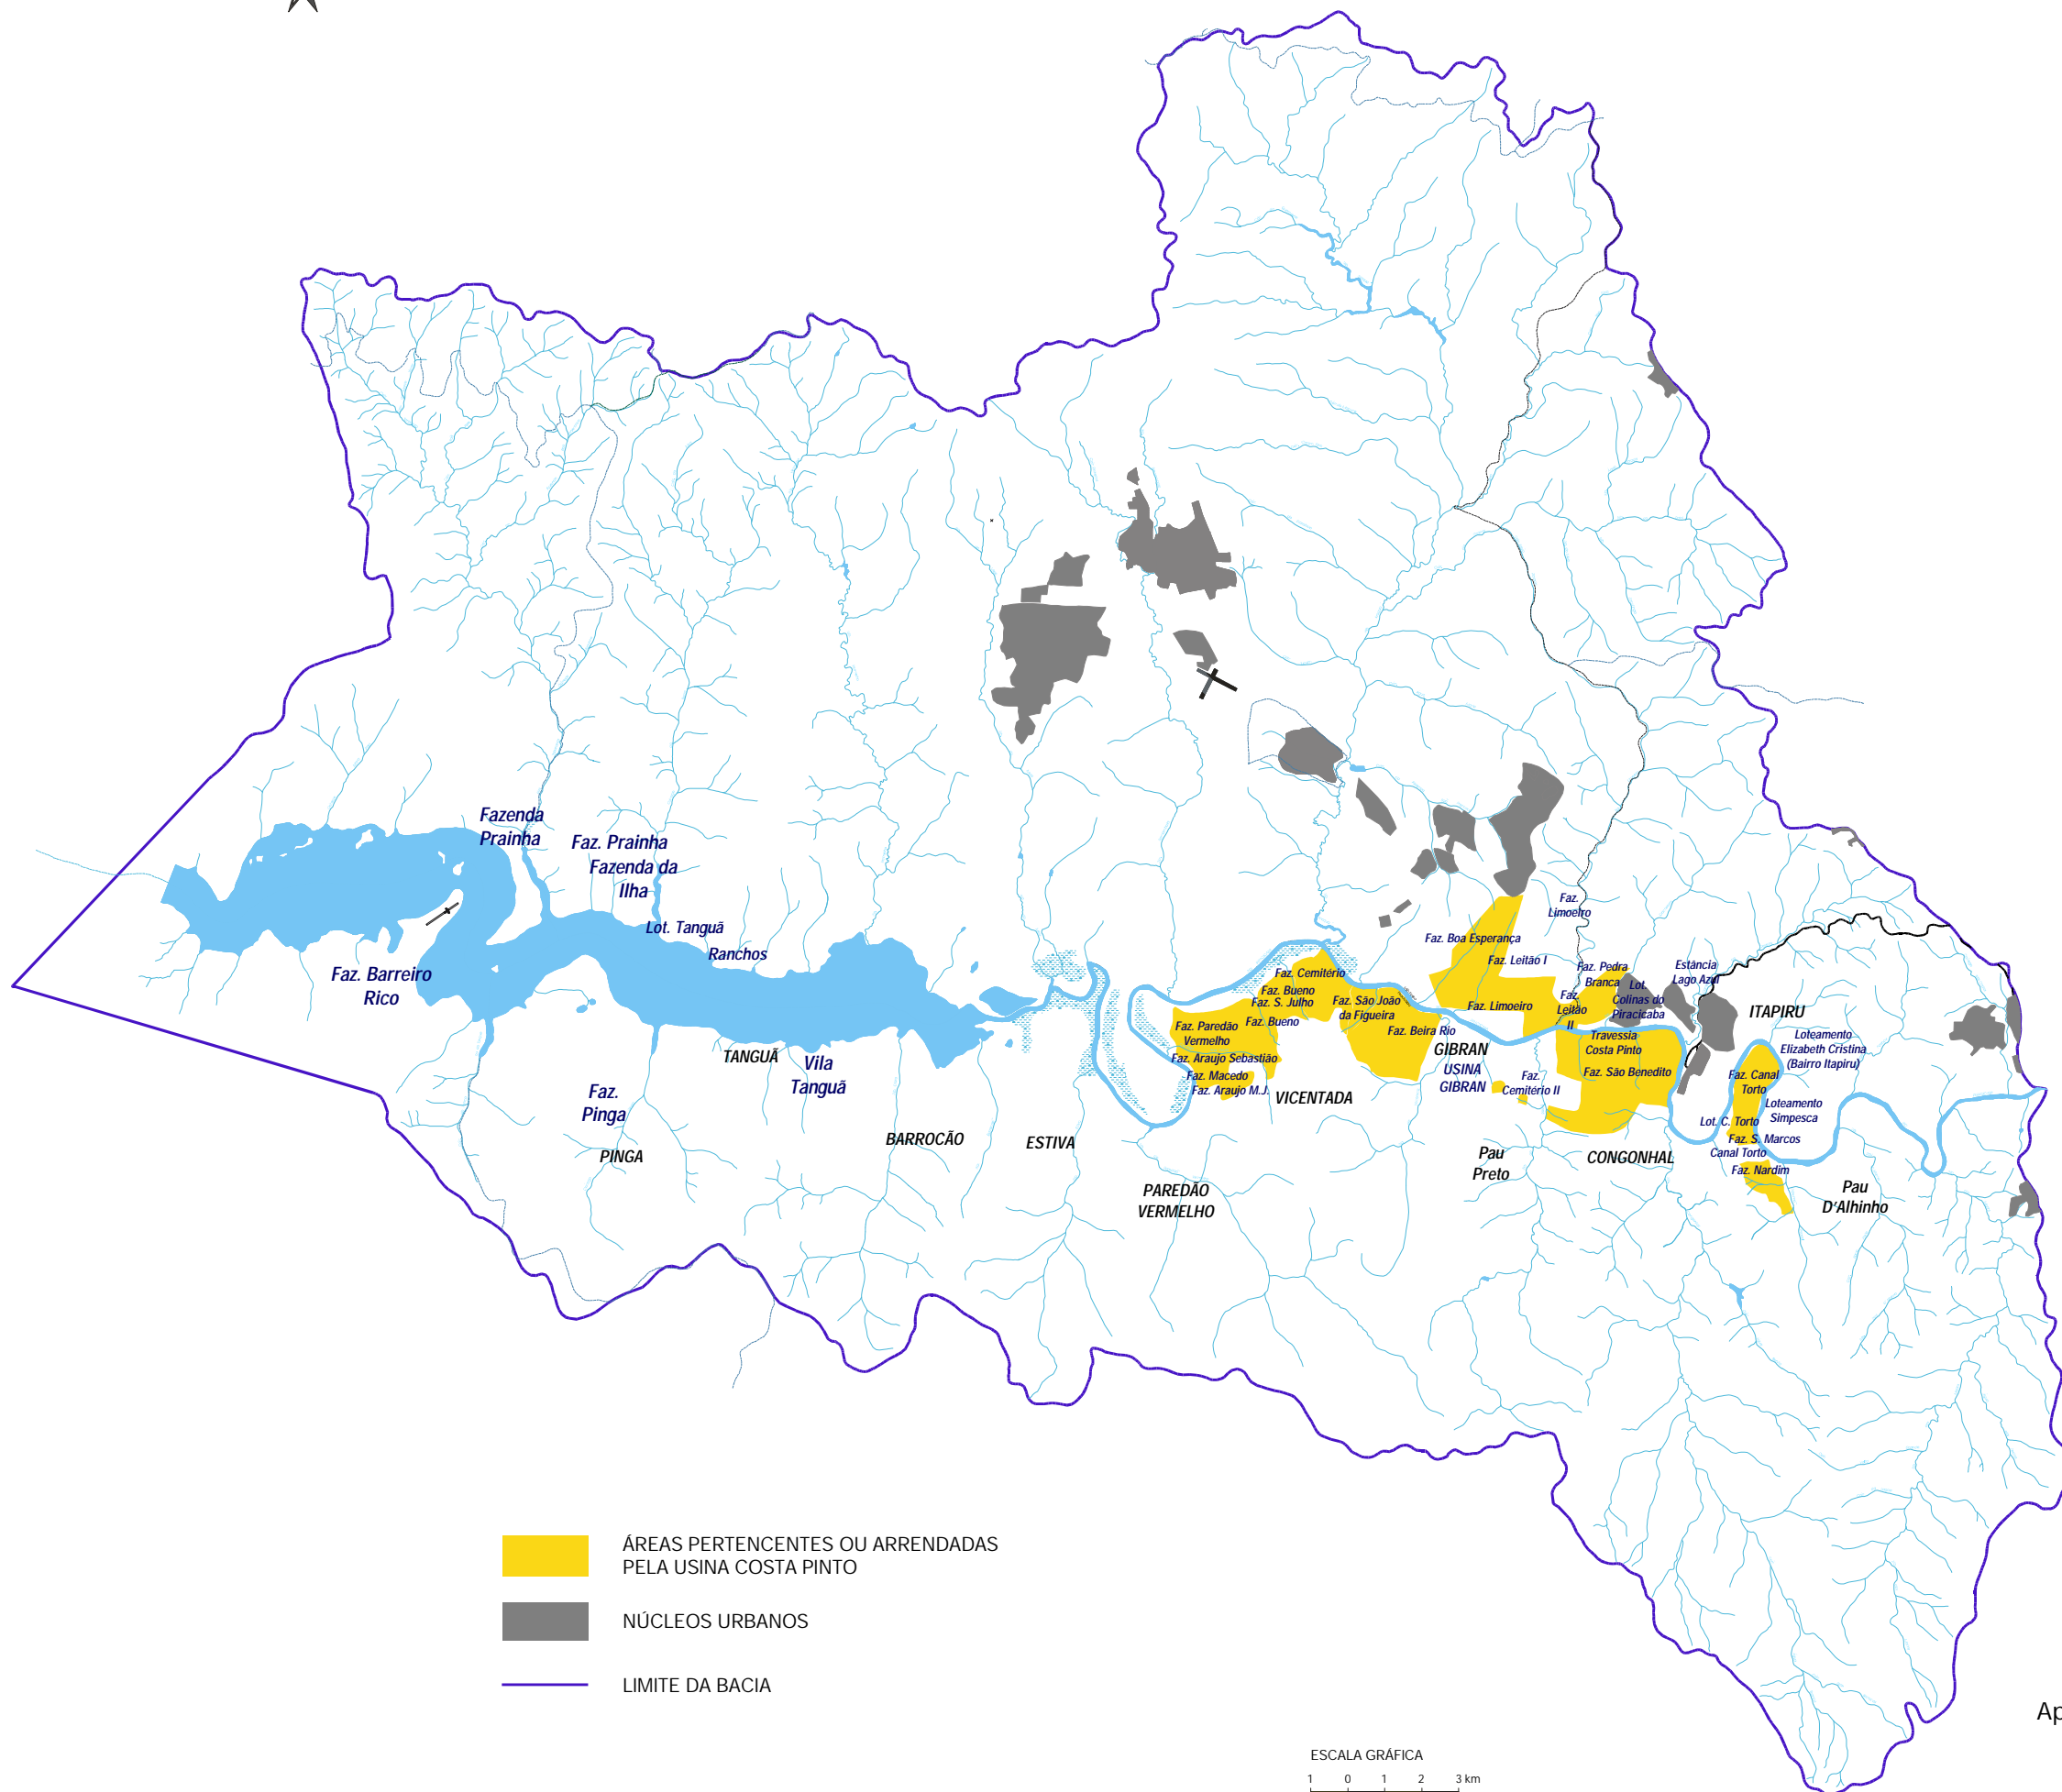 Fazenda
Prainha
Faz. Prainha
Fazenda da
Ilha
Lot. Tanguã
Ranchos
Faz. Barreiro
Rico
TANGUÃ
Vila
Tanguã
Faz.
Pinga
PINGA
BARROCÃO
ESTIVA
PAREDÃO
VERMELHO
Faz. Cemitério
Faz. Bueno
Faz. S. Julho
Faz. Bueno
Faz. São João
da Figueira
Faz. Beira Rio
Faz. Paredão
Vermelho
Faz. Araujo Sebastião
Faz. Macedo
Faz. Araujo M.J.
VICENTADA
GIBRAN
USINA
GIBRAN
Faz. Boa Esperança
Faz.
Limoeiro
Faz. Leitão I
Faz. Limoeiro
Faz.
Leitão
II
Faz. Pedra
Branca
Lot.
Colinas do
Piracicaba
Estância
Lago Azul
Travessia
Costa Pinto
Faz. São Benedito
Faz.
Cemitério II
Pau
Preto
CONGONHAL
ITAPIRU
Loteamento
Elizabeth Cristina
(Bairro Itapiru)
Faz. Canal
Torto
Loteamento
Simpesca
Lot. C. Torto
Faz. S. Marcos
Canal Torto
Faz. Nardim
Pau
D'Alhinho
ÁREAS PERTENCENTES OU ARRENDADAS
PELA USINA COSTA PINTO
NÚCLEOS URBANOS
LIMITE DA BACIA
Ap
ESCALA GRÁFICA
1 0 1 2 3 km